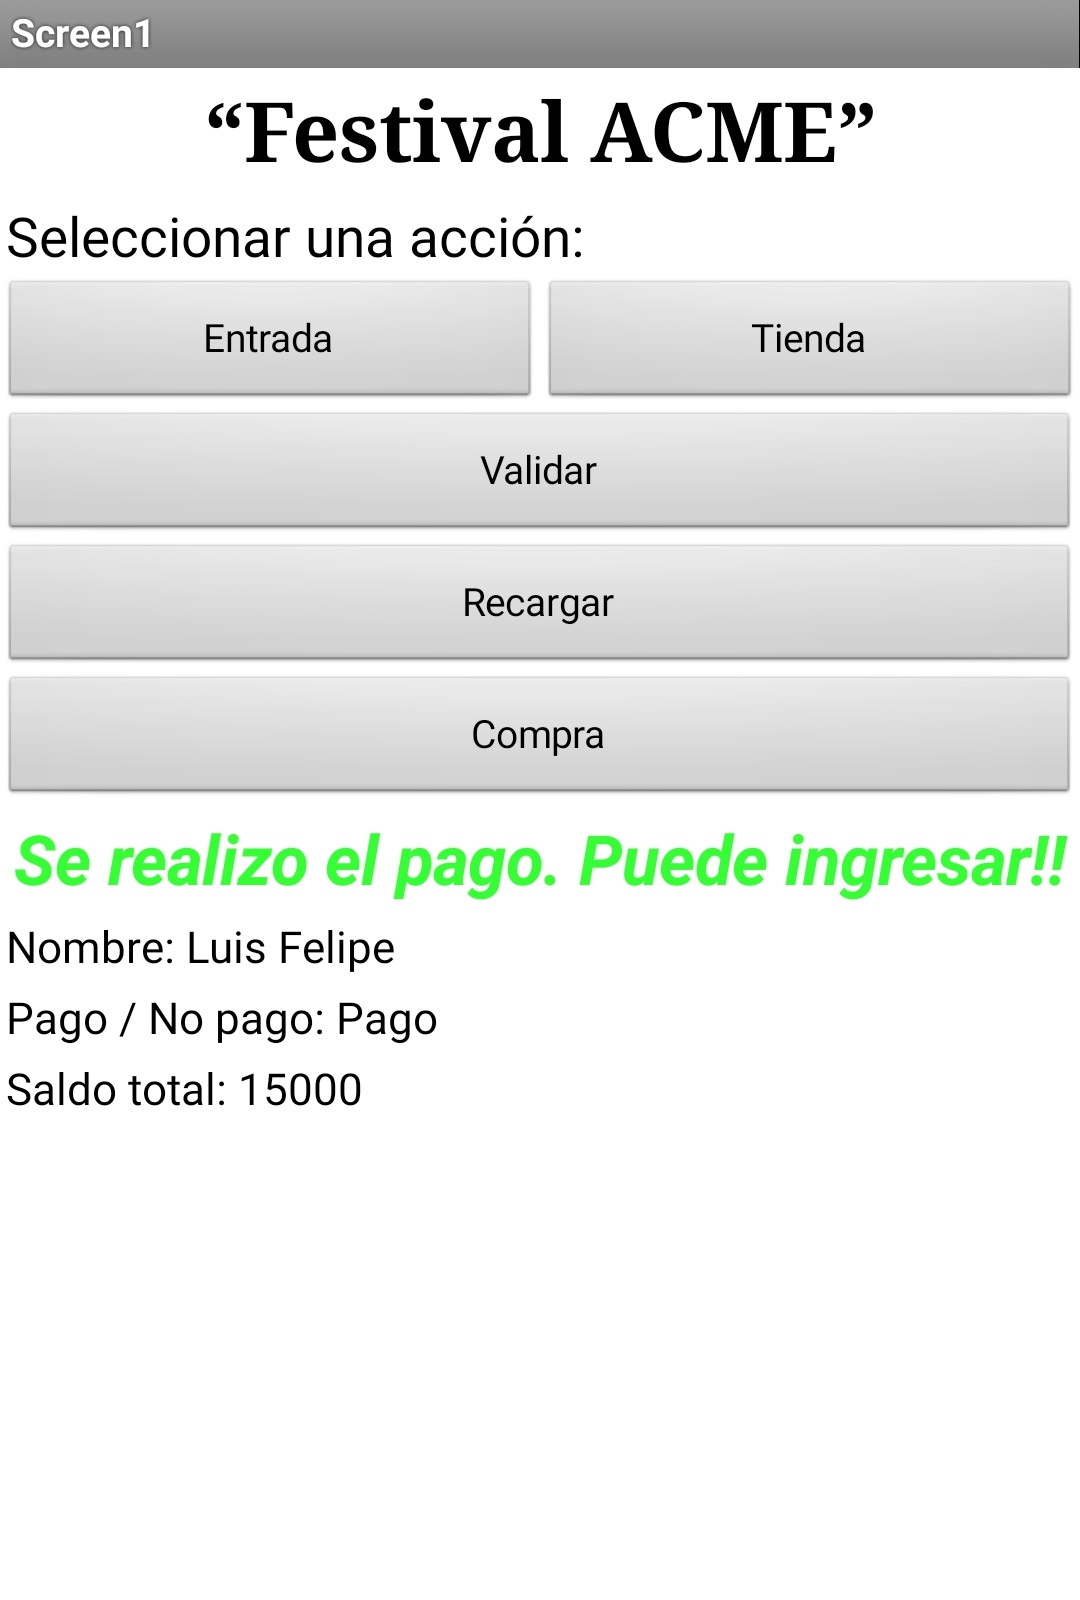 Screen1
“Festival ACME”
Seleccionar una acción:
Entrada
Tienda
Validar
Recargar
Compra
Se realizo el pago. Puede ingresar!!
Nombre: Luis Felipe
Pago / No pago: Pago
Saldo total: 15000